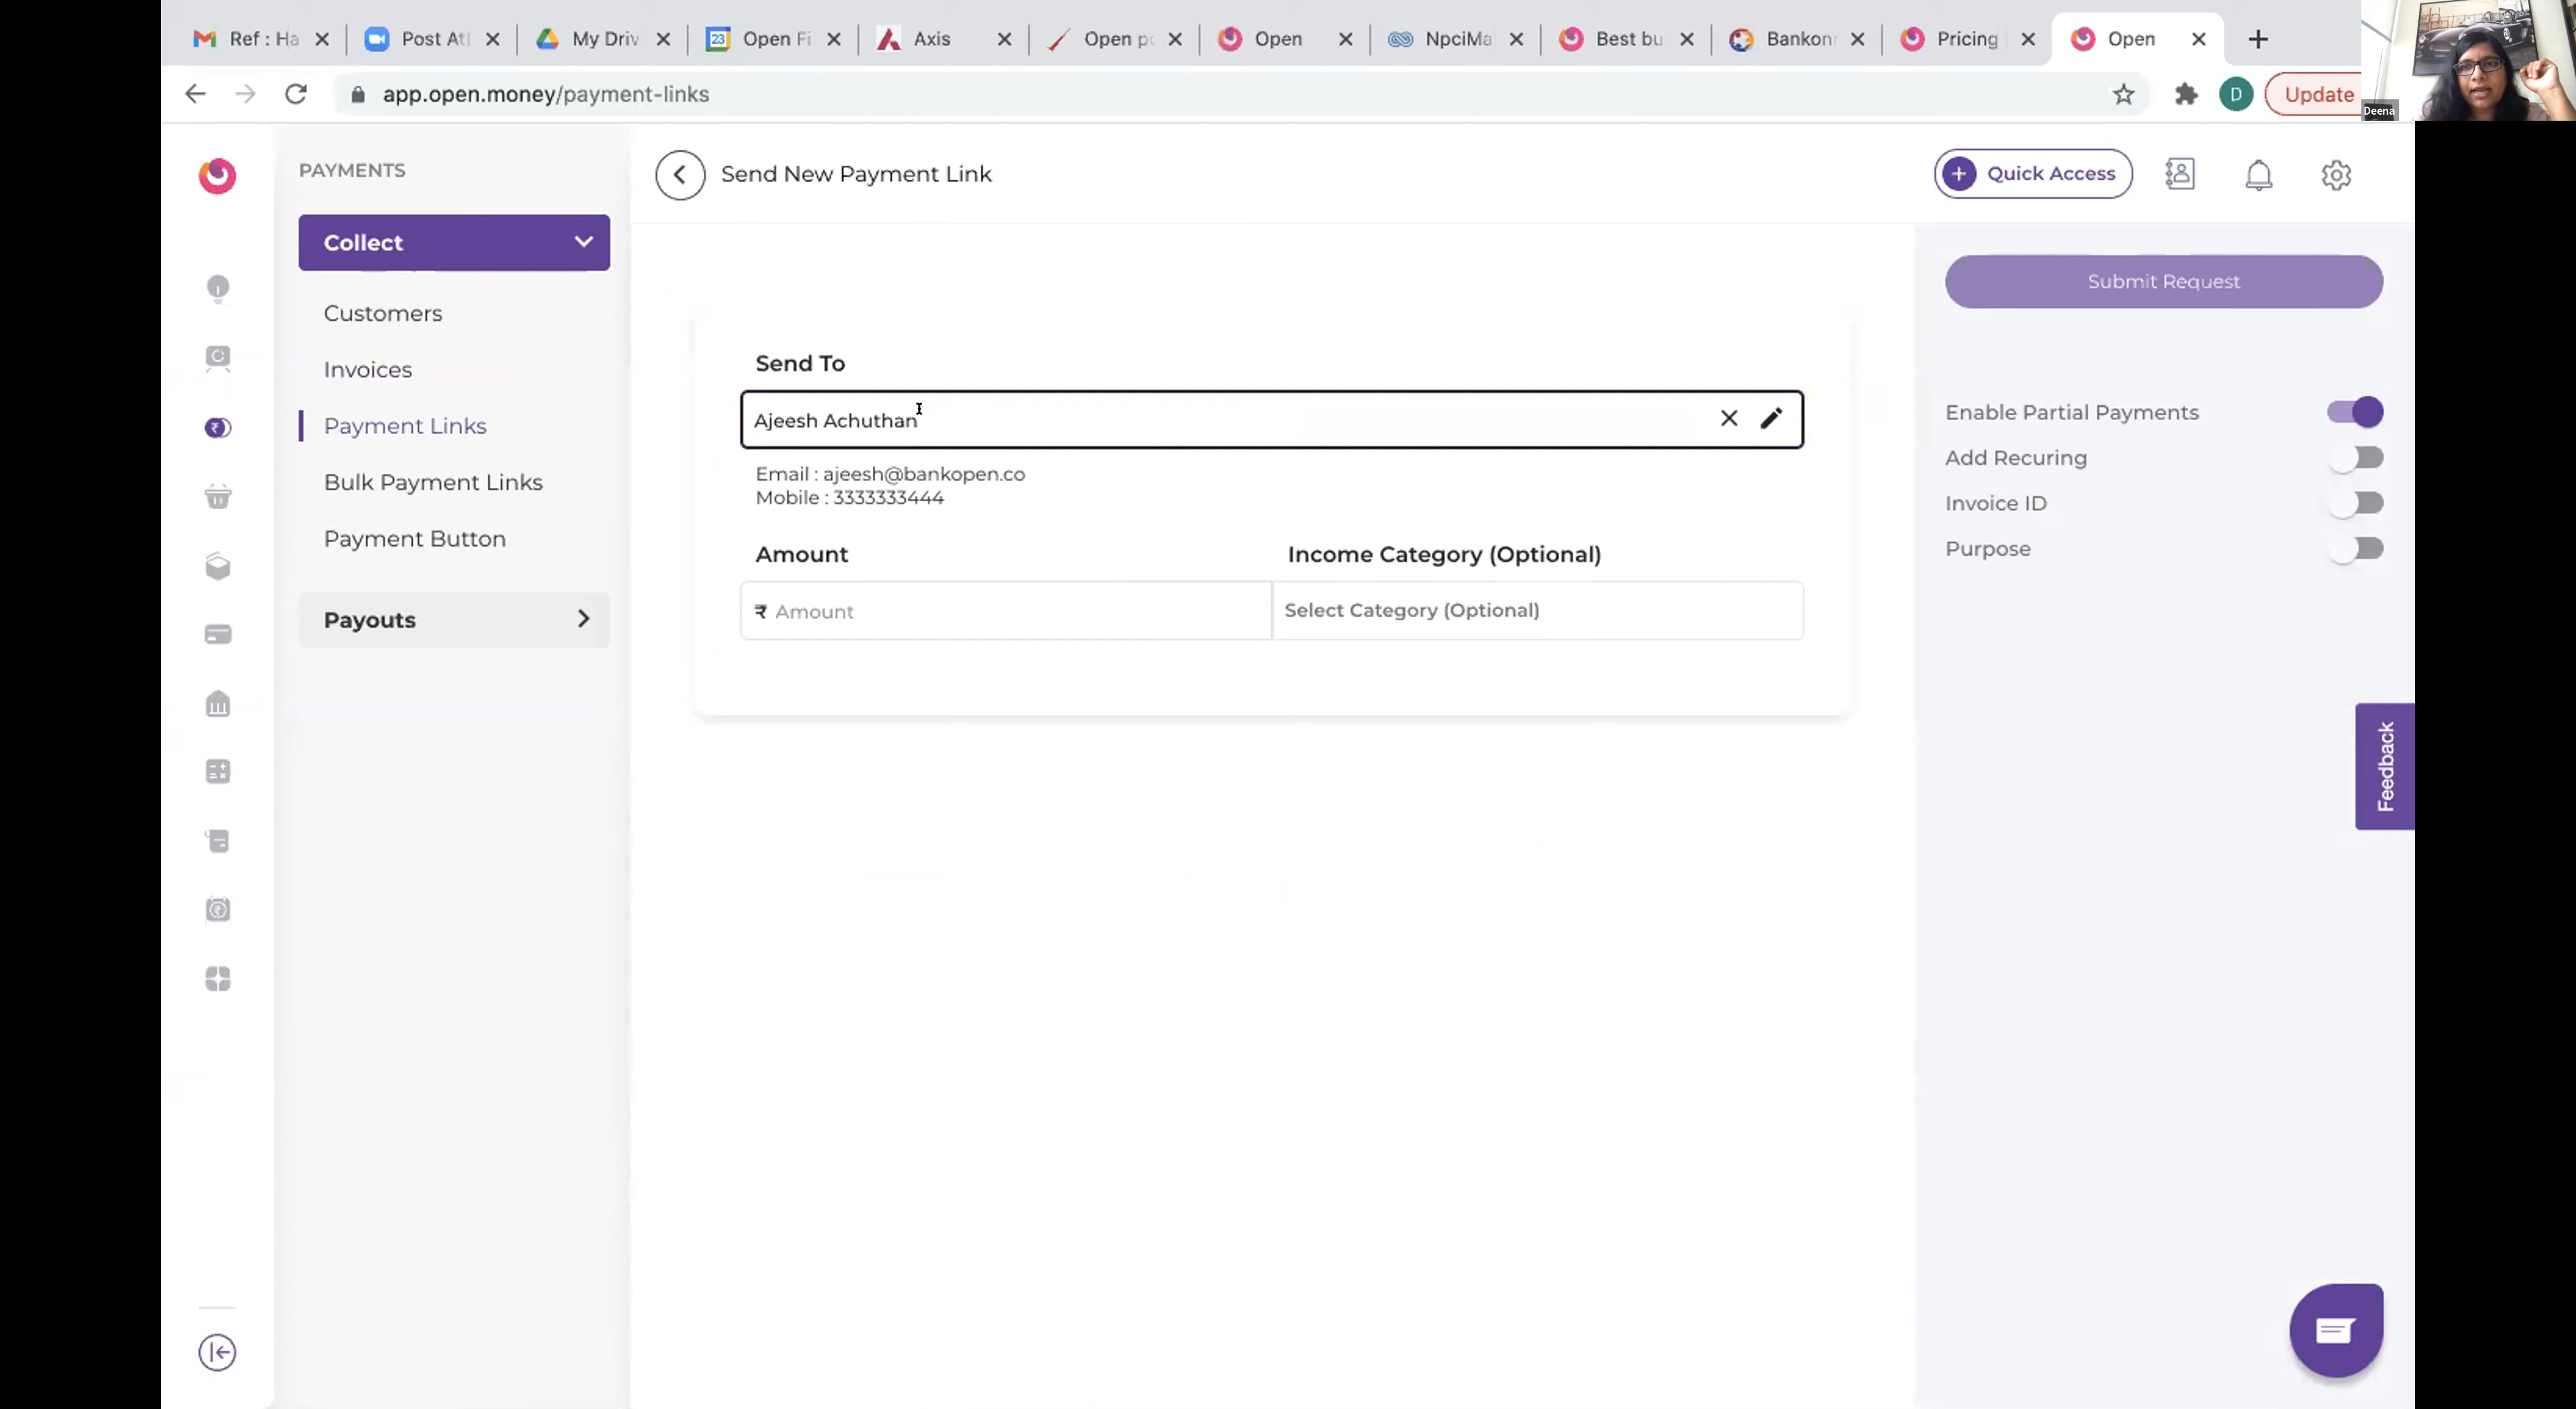 Ref : Ha
Post Atl
My Driv
23
Open Fi
Axis
Open po
Open
NpciMa
Best bu
Bankon
Pricing
Open
app.open.money/payment-links
D
Update
Deena
PAYMENTS
Collect
Customers
Invoices
Payment Links
Bulk Payment Links
Payment Button
Payouts
Send New Payment Link
Quick Access
Send To
Ajeesh Achuthan
Email : ajeesh@bankopen.co
Mobile : 3333333444
Amount
Income Category (Optional)
₹ Amount
Select Category (Optional)
Submit Request
Enable Partial Payments
Add Recuring
Invoice ID
Purpose
Feedback